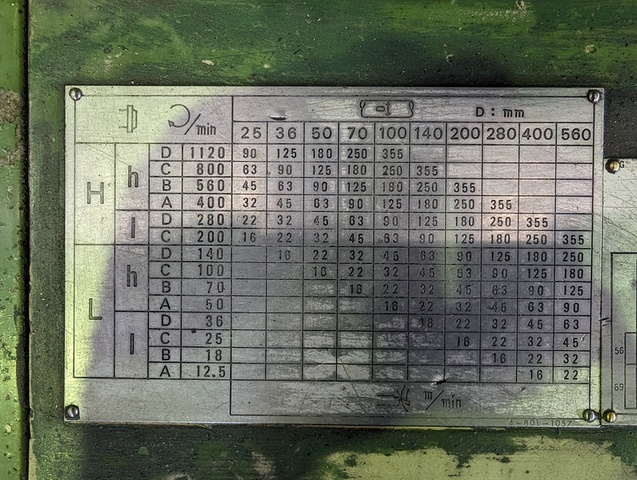 /min D : mm
25 36 50 70 100 140 200 280 400 560
H h D 1120 90 125 180 250 355
C 800 63 90 125 180 250 355
B 560 45 63 90 125 180 250 355
A 400 32 45 63 90 125 180 250 355
l D 280 22 32 45 63 90 125 180 250 355
C 200 16 22 32 45 63 90 125 180 250 355
L h D 140 16 22 32 45 63 90 125 180 250
C 100 16 22 32 45 63 90 125 180
B 70 16 22 32 45 63 90 125
A 50 16 22 32 45 63 90
l D 36 16 22 32 45 63
C 25 16 22 32 45
B 18 16 22 32
A 12.5 16 22
m/min
4-801-1057
G
56
69